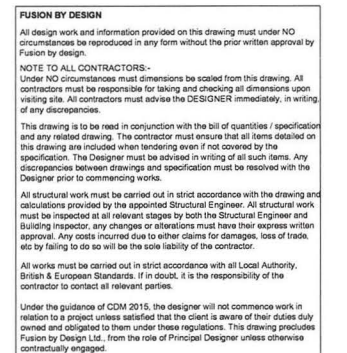 FUSION BY DESIGN
All design work and information provided on this drawing must under NO
circumstances be reproduced in any form without the prior written approval by
Fusion by design.
NOTE TO ALL CONTRACTORS:-
Under NO circumstances must dimensions be scaled from this drawing. All
contractors must be responsible for taking and checking all dimensions upon
visiting site. All contractors must advise the DESIGNER immediately, in writing,
of any discrepancies.
This drawing is to be read in conjunction with the bill of quantities / specification
and any related drawing. The contractor must ensure that all items detailed on
this drawing are included when tendering even if not covered by the
specification. The Designer must be advised in writing of all such items. Any
discrepancies between drawings and specification must be resolved with the
Designer prior to commencing works.
All structural work must be carried out in strict accordance with the drawing and
calculations provided by the appointed Structural Engineer. All structural work
must be inspected at all relevant stages by both the Structural Engineer and
Building Inspector, any changes or alterations must have their express written
approval. Any costs incurred due to either claims for damages, loss of trade,
etc by failing to do so will be the sole liability of the contractor.
All works must be carried out in strict accordance with all Local Authority,
British & European Standards. If in doubt, it is the responsibility of the
contractor to contact all relevant parties.
Under the guidance of CDM 2015, the designer will not commence work in
relation to a project unless satisfied that the client is aware of their duties duly
owned and obligated to them under these regulations. This drawing precludes
Fusion by Design Ltd., from the role of Principal Designer unless otherwise
contractually engaged.